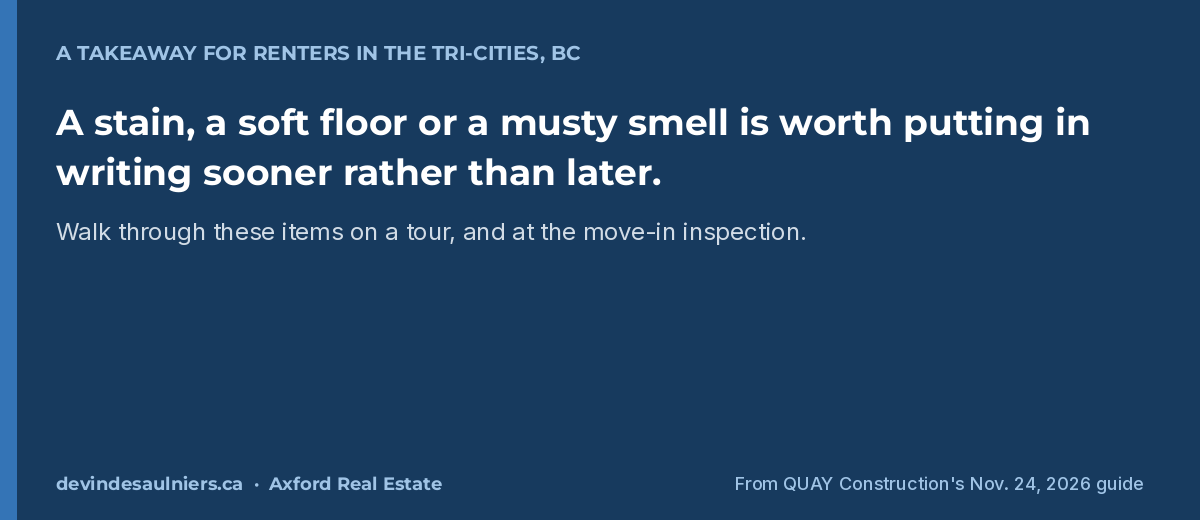 A TAKEAWAY FOR RENTERS IN THE TRI-CITIES, BC
A stain, a soft floor or a musty smell is worth putting in
writing sooner rather than later.
Walk through these items on a tour, and at the move-in inspection.
devindesaulniers.ca · Axford Real Estate
From QUAY Construction's Nov. 24, 2026 guide